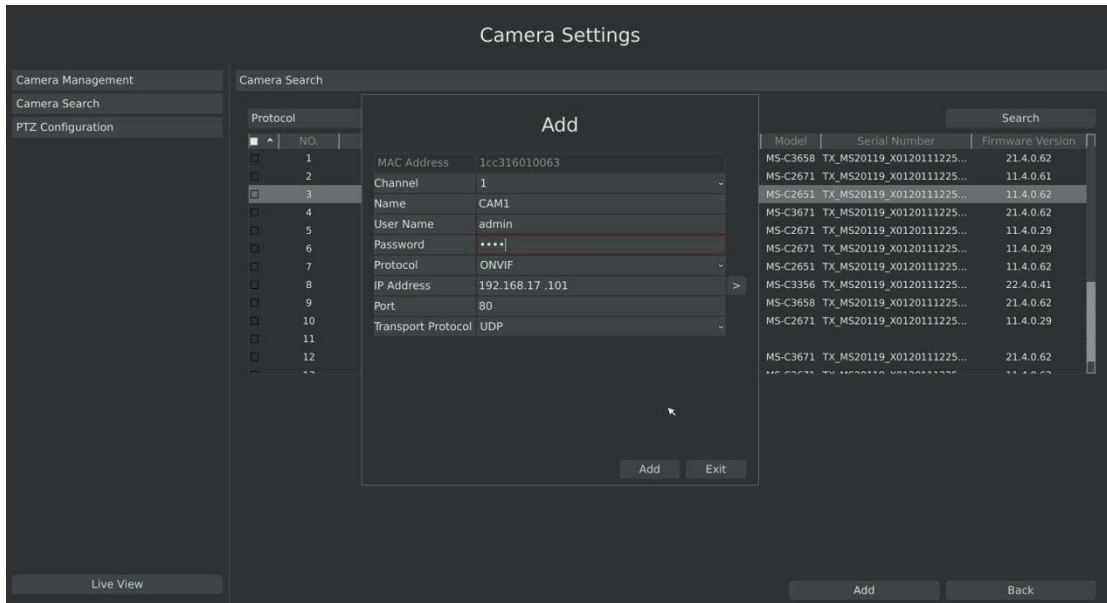 Camera Settings
Camera Management
Camera Search
PTZ Configuration
Live View
Camera Search
Protocol
Search
NO. Model Serial Number Firmware Version
1 MS-C3658 TX_MS20119_X0120111225... 21.4.0.62
2 MS-C2671 TX_MS20119_X0120111225... 11.4.0.61
3 MS-C2651 TX_MS20119_X0120111225... 11.4.0.62
4 MS-C3671 TX_MS20119_X0120111225... 21.4.0.62
5 MS-C2671 TX_MS20119_X0120111225... 11.4.0.29
6 MS-C2671 TX_MS20119_X0120111225... 11.4.0.29
7 MS-C2651 TX_MS20119_X0120111225... 11.4.0.62
8 MS-C3356 TX_MS20119_X0120111225... 22.4.0.41
9 MS-C3658 TX_MS20119_X0120111225... 21.4.0.62
10 MS-C2671 TX_MS20119_X0120111225... 11.4.0.29
11
12 MS-C3671 TX_MS20119_X0120111225... 21.4.0.62
Add
MAC Address 1cc316010063
Channel 1
Name CAM1
User Name admin
Password ••••
Protocol ONVIF
IP Address 192.168.17 .101 >
Port 80
Transport Protocol UDP
Add Exit
Add Back